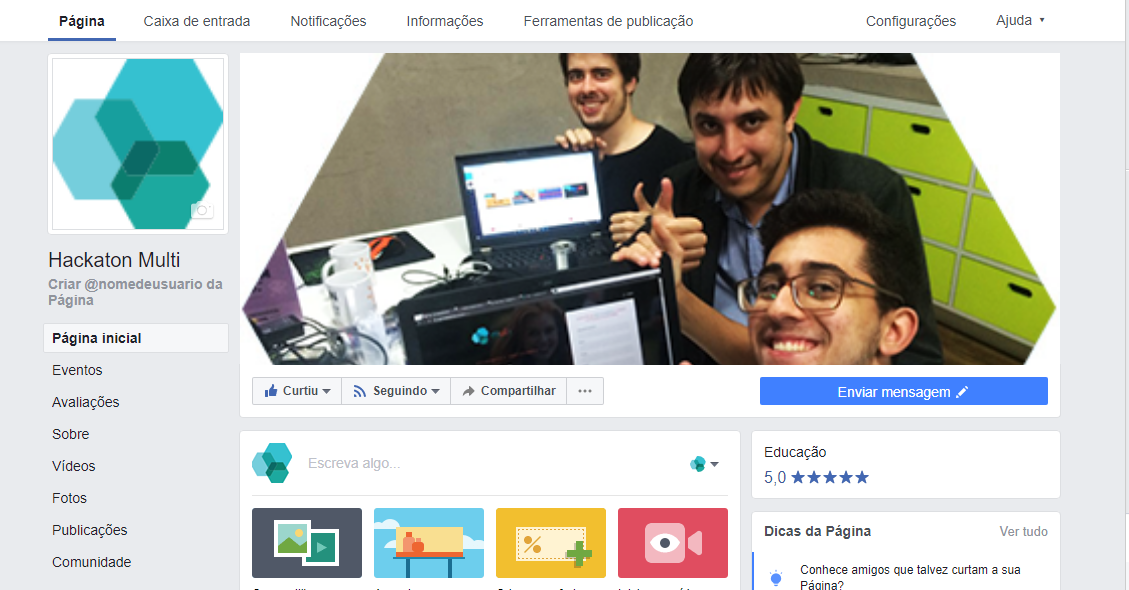 Página Caixa de entrada Notificações Informações Ferramentas de publicação Configurações Ajuda
Hackaton Multi
Criar @nomedeusuario da
Página
Página inicial
Eventos
Avaliações
Sobre
Vídeos
Fotos
Publicações
Comunidade
Curtiu Seguindo Compartilhar ... Enviar mensagem
Escreva algo...
Educação
5,0 ★★★★★
Dicas da Página Ver tudo
Conhece amigos que talvez curtam a sua
Página?